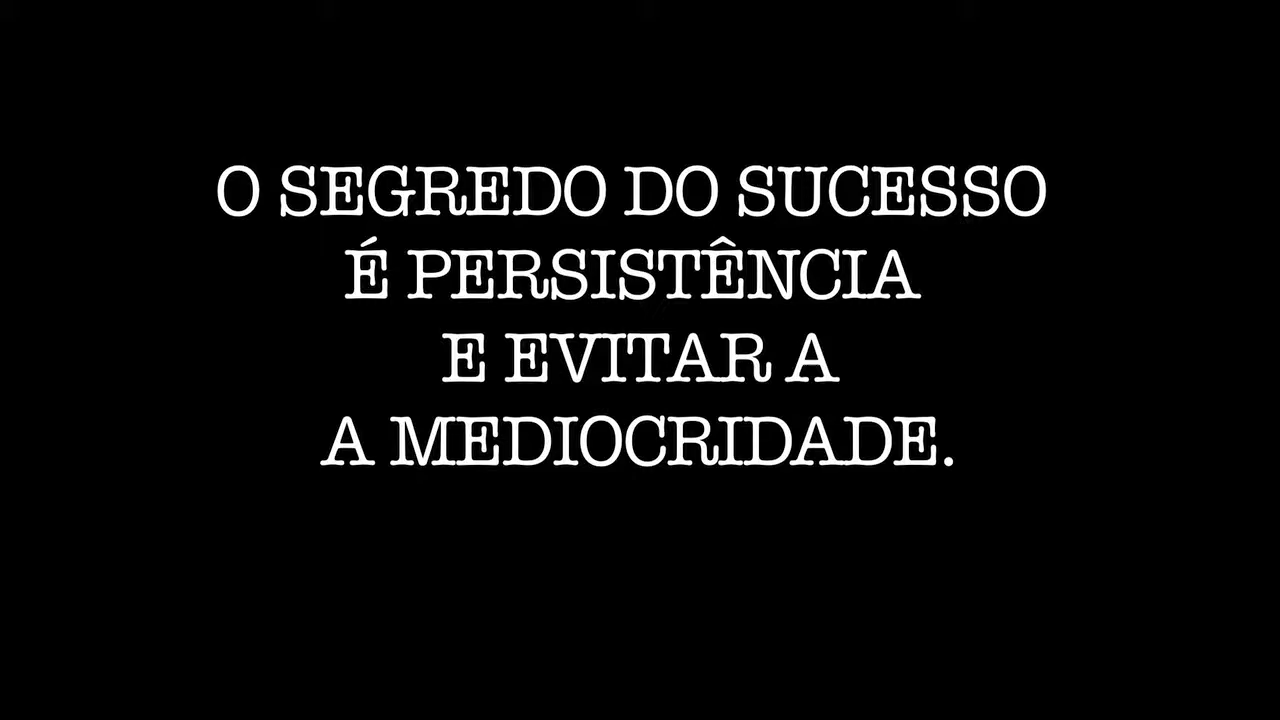 O SEGREDO DO SUCESSO
É PERSISTÊNCIA
E EVITAR A
A MEDIOCRIDADE.